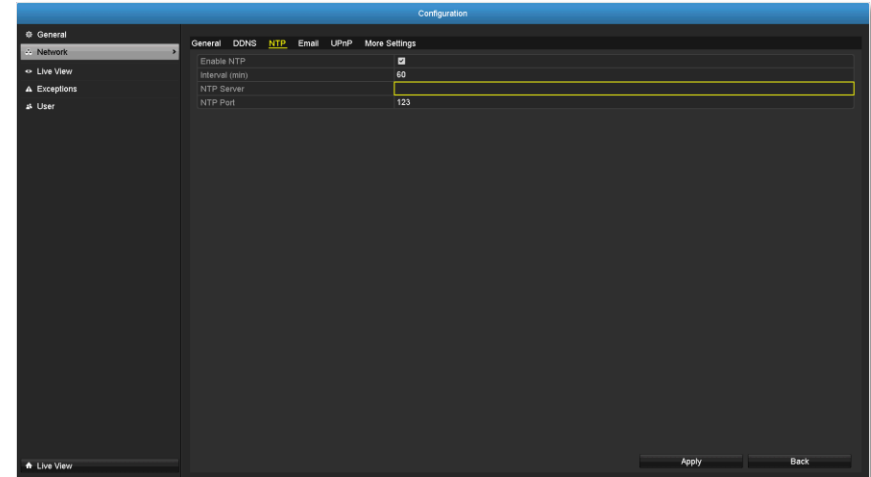 Configuration
General
Network
Live View
Exceptions
User
General DDNS NTP Email UPnP More Settings
Enable NTP
Interval (min) 60
NTP Server
NTP Port 123
Live View
Apply Back